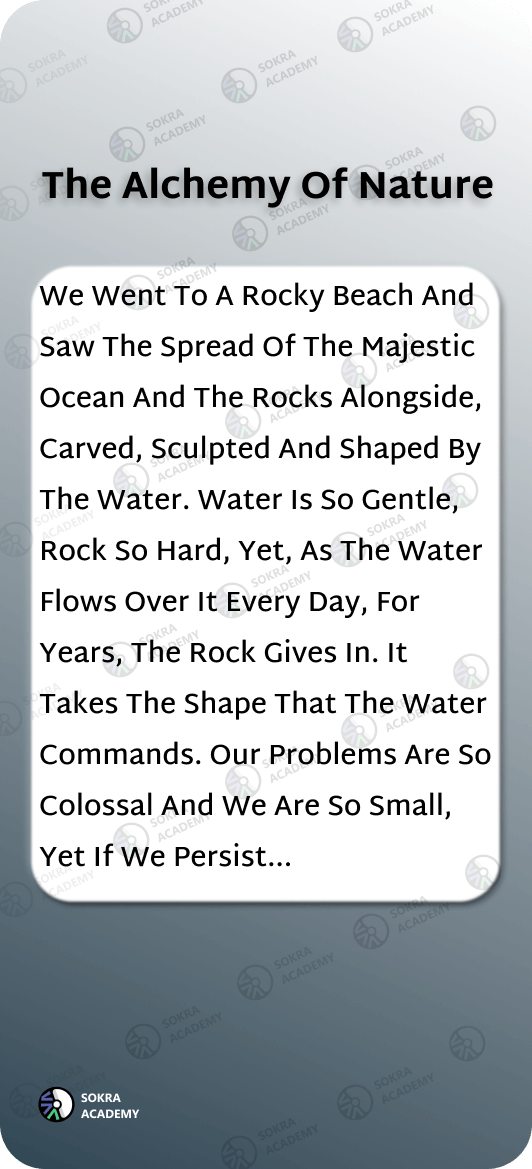 The Alchemy Of Nature
We Went To A Rocky Beach And
Saw The Spread Of The Majestic
Ocean And The Rocks Alongside,
Carved, Sculpted And Shaped By
The Water. Water Is So Gentle,
Rock So Hard, Yet, As The Water
Flows Over It Every Day, For
Years, The Rock Gives In. It
Takes The Shape That The Water
Commands. Our Problems Are So
Colossal And We Are So Small,
Yet If We Persist...
SOKRA
ACADEMY